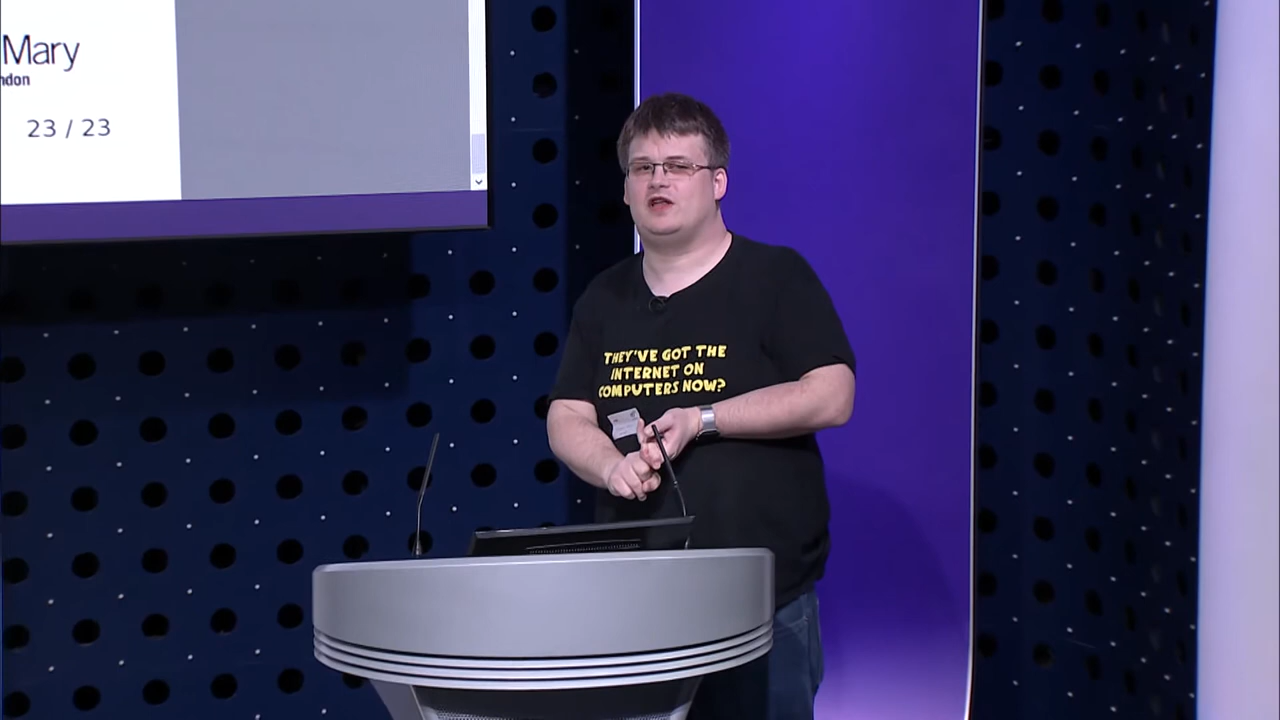 Mary
ndon
23 / 23
THEY'VE GOT THE
INTERNET ON
COMPUTERS NOW?